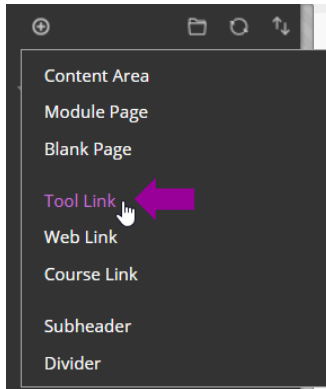 Content Area
Module Page
Blank Page
Tool Link
Web Link
Course Link
Subheader
Divider